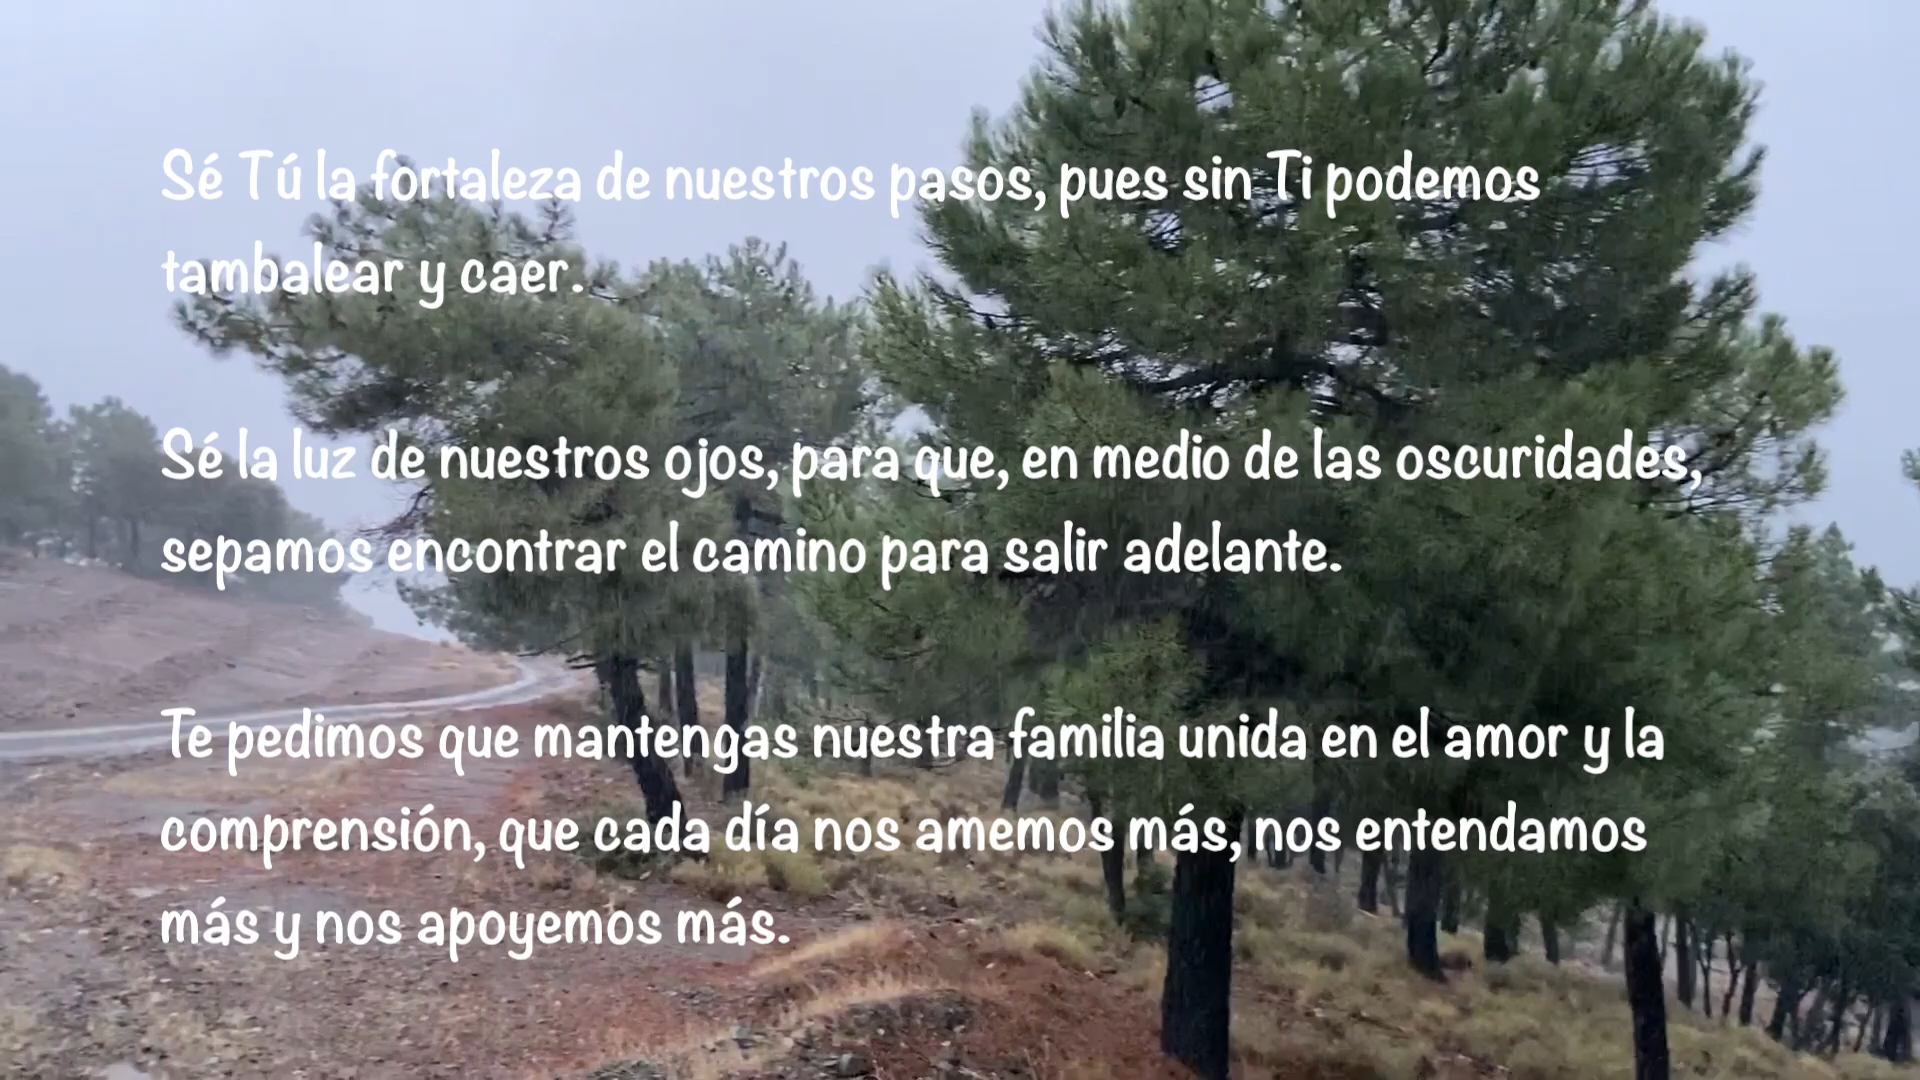 Sé Tú la fortaleza de nuestros pasos, pues sin Ti podemos
tambalear y caer.
Sé la luz de nuestros ojos, para que, en medio de las oscuridades,
sepamos encontrar el camino para salir adelante.
Te pedimos que mantengas nuestra familia unida en el amor y la
comprensión, que cada día nos amemos más, nos entendamos
más y nos apoyemos más.